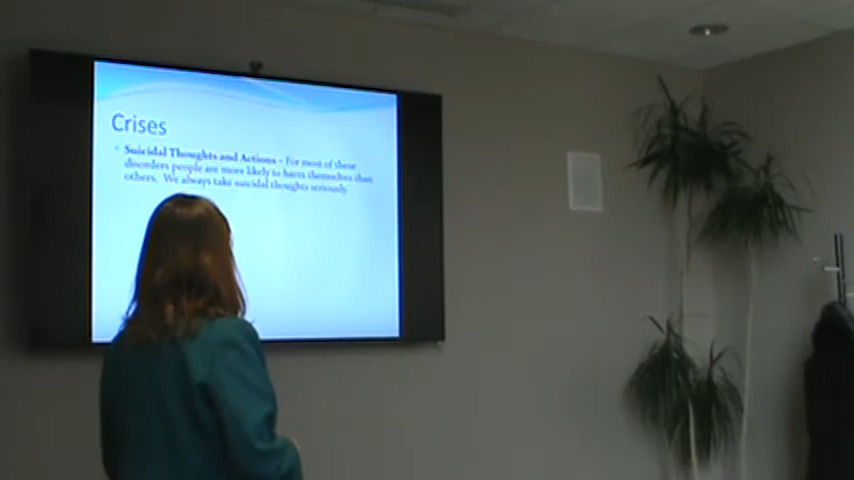 Crises
Suicidal Thoughts and Actions – For most of these
disorders people are more likely to harm themselves than
others. We always take suicidal thoughts seriously